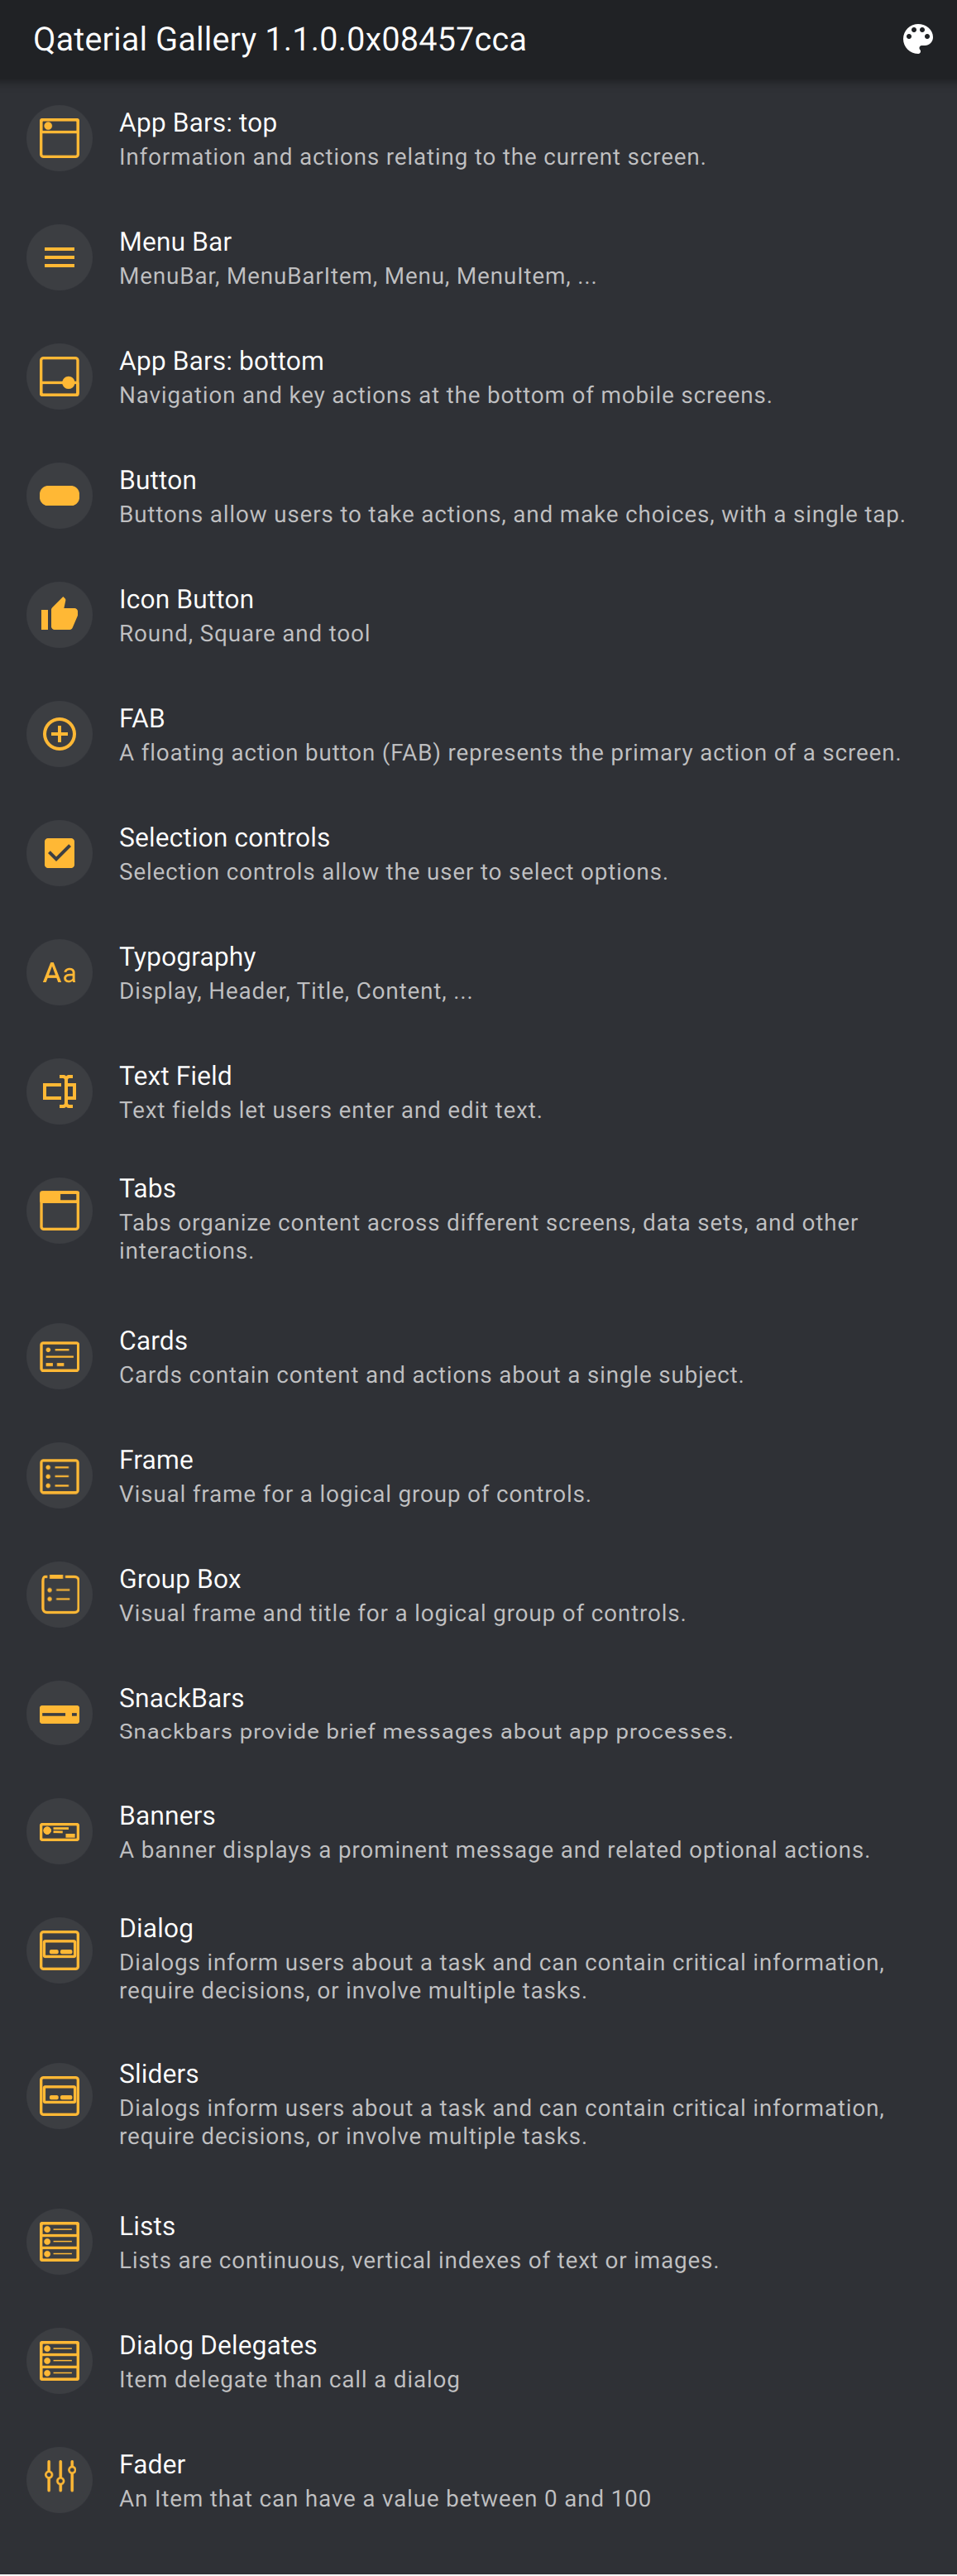 Qaterial Gallery 1.1.0.0x08457cca
App Bars: top
Information and actions relating to the current screen.
Menu Bar
MenuBar, MenuBarItem, Menu, MenuItem, ...
App Bars: bottom
Navigation and key actions at the bottom of mobile screens.
Button
Buttons allow users to take actions, and make choices, with a single tap.
Icon Button
Round, Square and tool
FAB
A floating action button (FAB) represents the primary action of a screen.
Selection controls
Selection controls allow the user to select options.
Aa
Typography
Display, Header, Title, Content, ...
Text Field
Text fields let users enter and edit text.
Tabs
Tabs organize content across different screens, data sets, and other
interactions.
Cards
Cards contain content and actions about a single subject.
Frame
Visual frame for a logical group of controls.
Group Box
Visual frame and title for a logical group of controls.
SnackBars
Snackbars provide brief messages about app processes.
Banners
A banner displays a prominent message and related optional actions.
Dialog
Dialogs inform users about a task and can contain critical information,
require decisions, or involve multiple tasks.
Sliders
Dialogs inform users about a task and can contain critical information,
require decisions, or involve multiple tasks.
Lists
Lists are continuous, vertical indexes of text or images.
Dialog Delegates
Item delegate than call a dialog
Fader
An Item that can have a value between 0 and 100